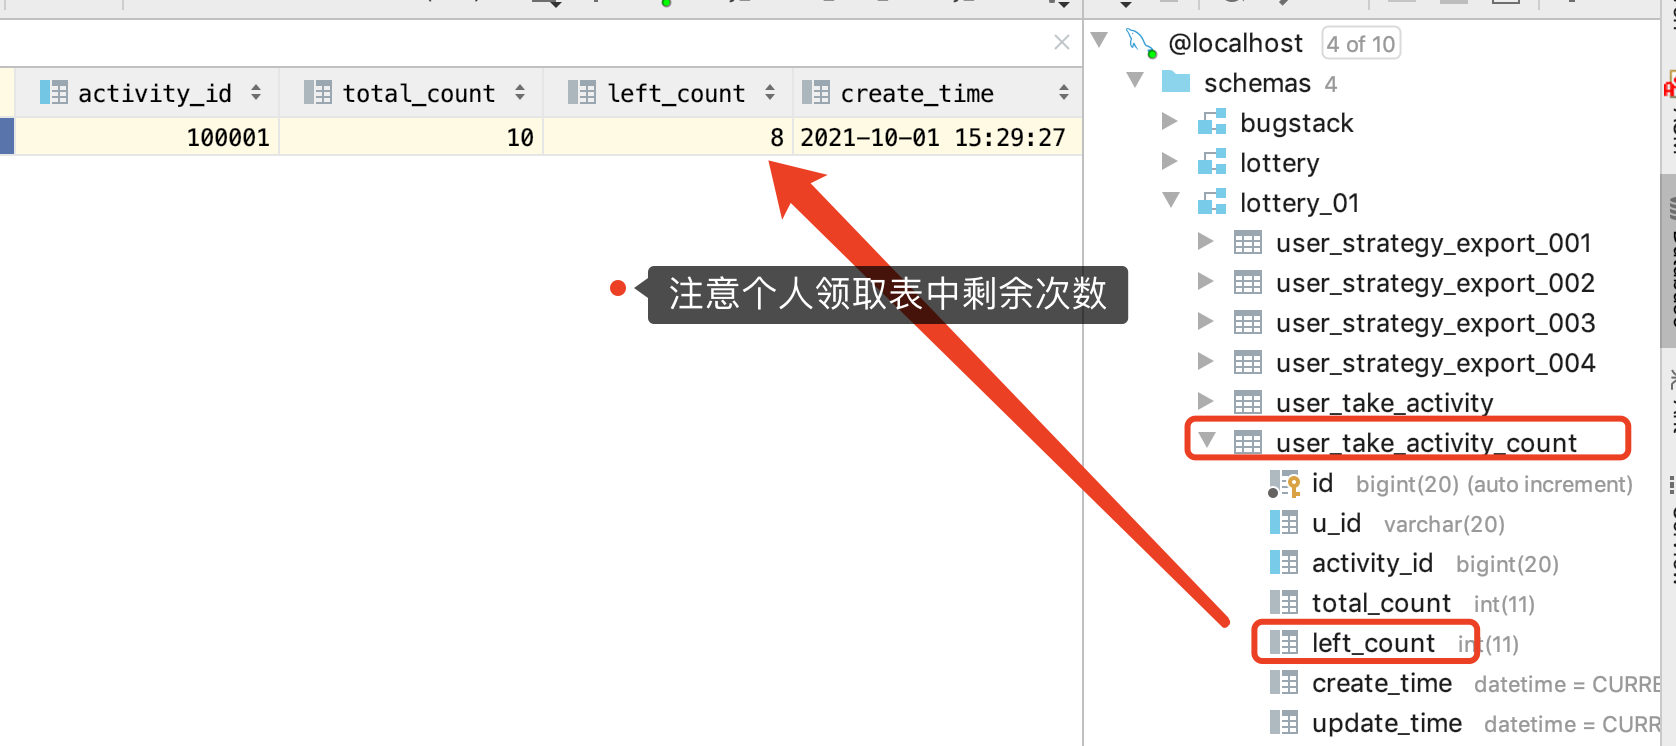 activity_id total_count left_count create_time
100001 10 8 2021-10-01 15:29:27
注意个人领取表中剩余次数
@localhost 4 of 10
schemas 4
bugstack
lottery
lottery_01
user_strategy_export_001
user_strategy_export_002
user_strategy_export_003
user_strategy_export_004
user_take_activity
user_take_activity_count
id bigint(20) (auto increment)
u_id varchar(20)
activity_id bigint(20)
total_count int(11)
left_count int(11)
create_time datetime = CURRE
update_time datetime = CURR